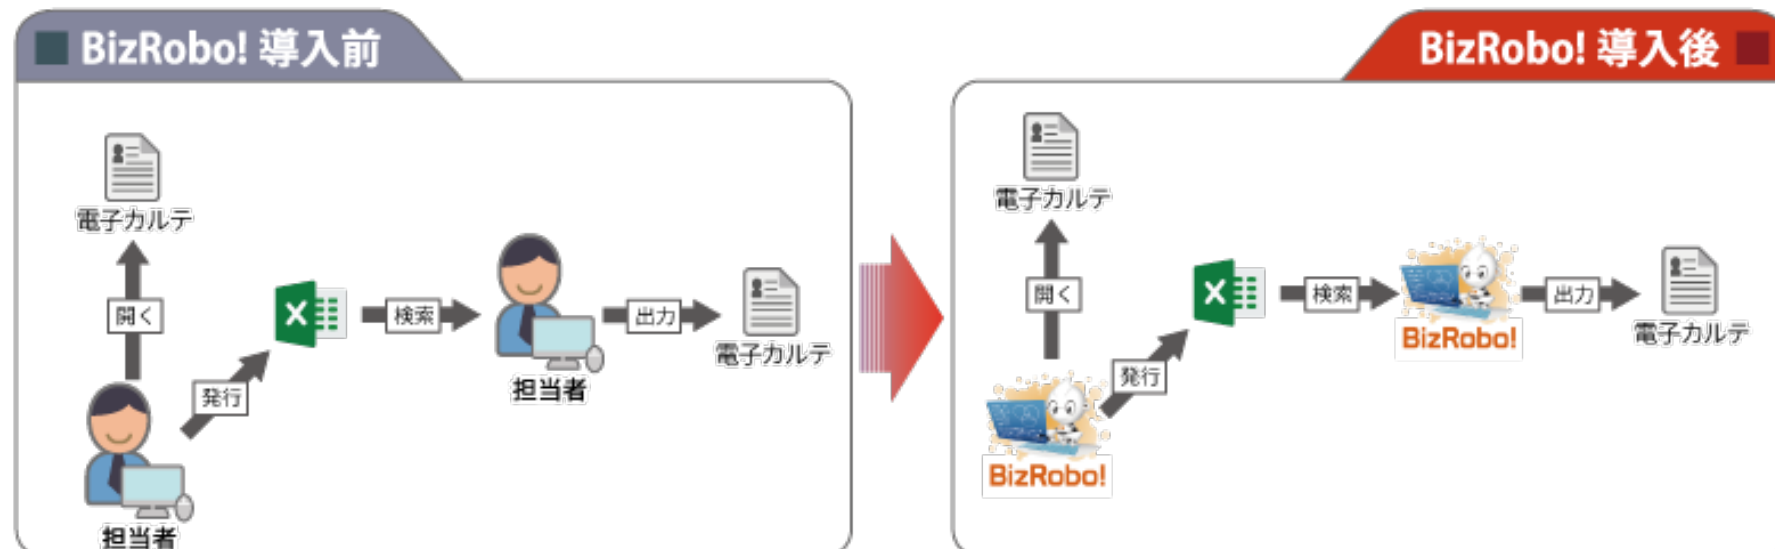 BizRobo! 導入前
電子カルテ
開く
発行
検索
出力
電子カルテ
担当者
担当者
BizRobo! 導入後
電子カルテ
開く
発行
検索
BizRobo!
出力
電子カルテ
BizRobo!